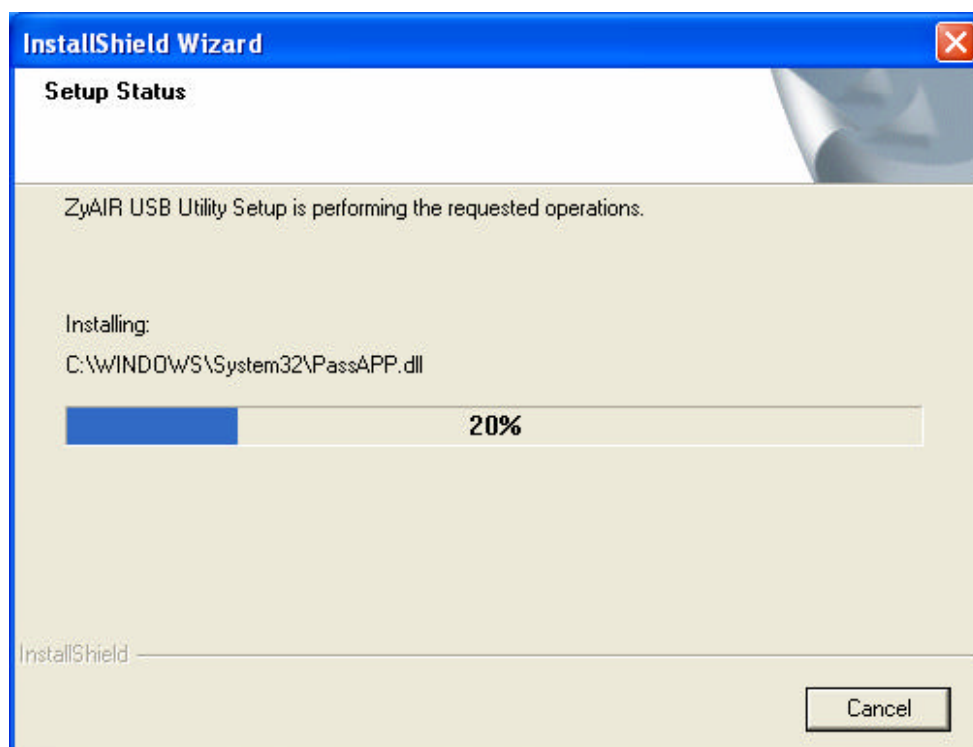 InstallShield Wizard
Setup Status
ZyAIR USB Utility Setup is performing the requested operations.
Installing:
C:\WINDOWS\System32\PassAPP.dll
20%
InstallShield
Cancel